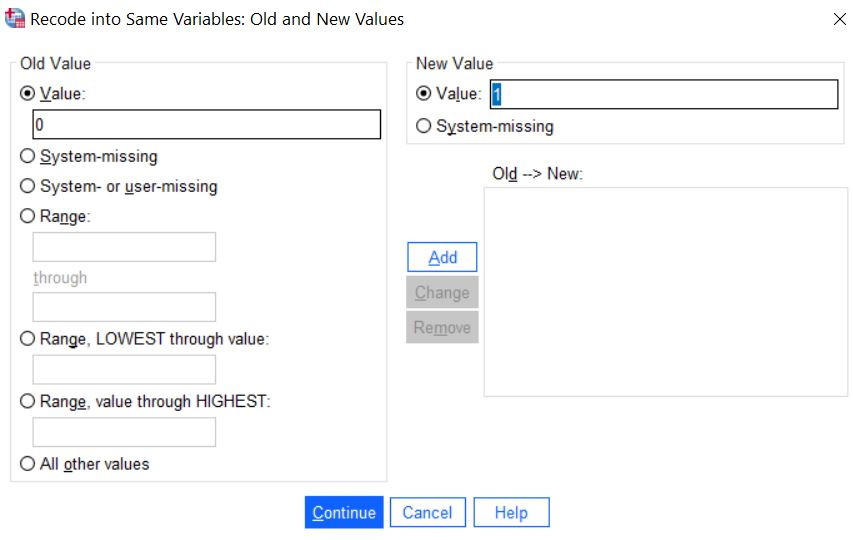 Recode into Same Variables: Old and New Values
Old Value
Value:
0
System-missing
System- or user-missing
Range:
through
Range, LOWEST through value:
Range, value through HIGHEST:
All other values
New Value
Value: 1
System-missing
Old --> New:
Add
Change
Remove
Continue Cancel Help